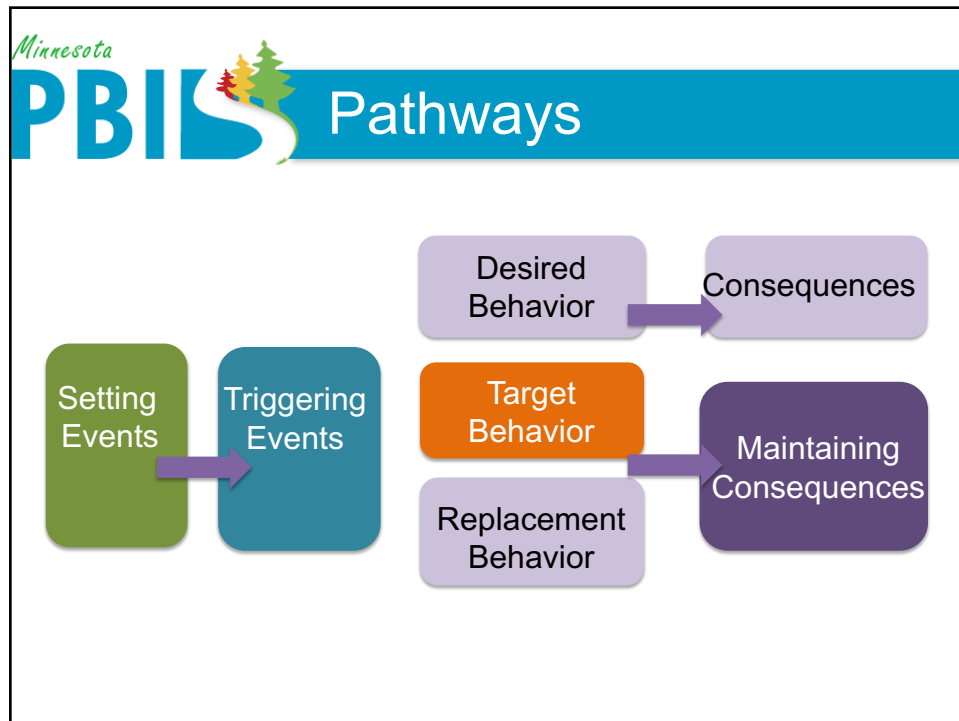 Minnesota
PBIS
Pathways
Desired
Behavior
Consequences
Setting
Events
Triggering
Events
Target
Behavior
Maintaining
Consequences
Replacement
Behavior